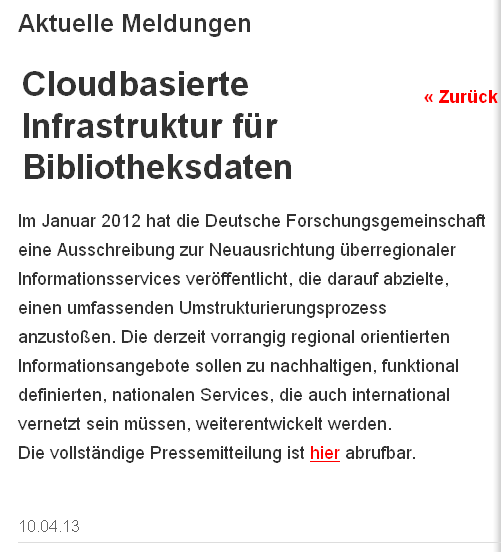 Aktuelle Meldungen
Cloudbasierte
« Zurück
Infrastruktur für
Bibliotheksdaten
Im Januar 2012 hat die Deutsche Forschungsgemeinschaft
eine Ausschreibung zur Neuausrichtung überregionaler
Informationsservices veröffentlicht, die darauf abzielte,
einen umfassenden Umstrukturierungsprozess
anzustoßen. Die derzeit vorrangig regional orientierten
Informationsangebote sollen zu nachhaltigen, funktional
definierten, nationalen Services, die auch international
vernetzt sein müssen, weiterentwickelt werden.
Die vollständige Pressemitteilung ist hier abrufbar.
10.04.13